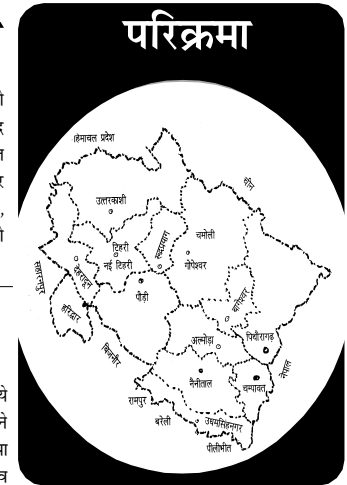 परिक्रमा
हिमाचल प्रदेश
चीन
उत्तरकाशी
चमोली
टिहरी
नई टिहरी
रूद्रप्रयाग
गोपेश्वर
देहरादून
सहारनपुर
हरिद्वार
पौड़ी
बागेश्वर
पिथौरागढ़
अल्मोड़ा
बिजनौर
नैनीताल
चम्पावत
नेपाल
रामपुर
उधमसिंहनगर
बरेली
पीलीभीत